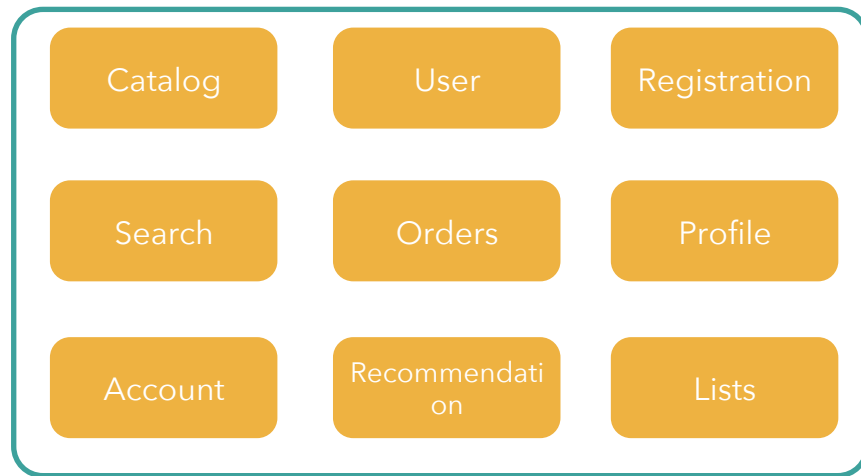 Catalog
User
Registration
Search
Orders
Profile
Account
Recommendati
on
Lists